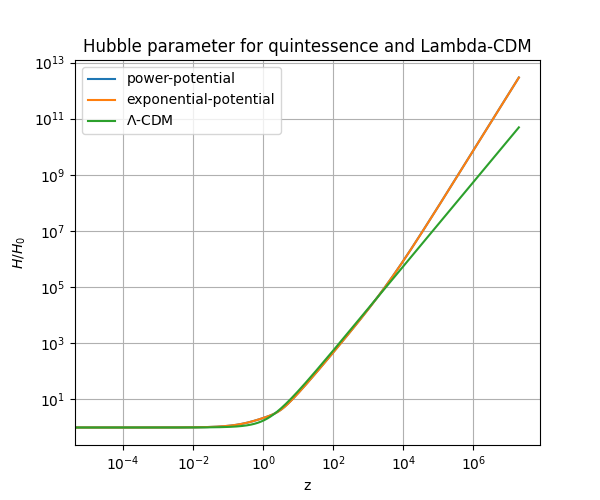 Hubble parameter for quintessence and Lambda-CDM
power-potential
exponential-potential
Λ-CDM
H/H₀
10¹³
10¹¹
10⁹
10⁷
10⁵
10³
10¹
10⁻⁴ 10⁻² 10⁰ 10² 10⁴ 10⁶
z